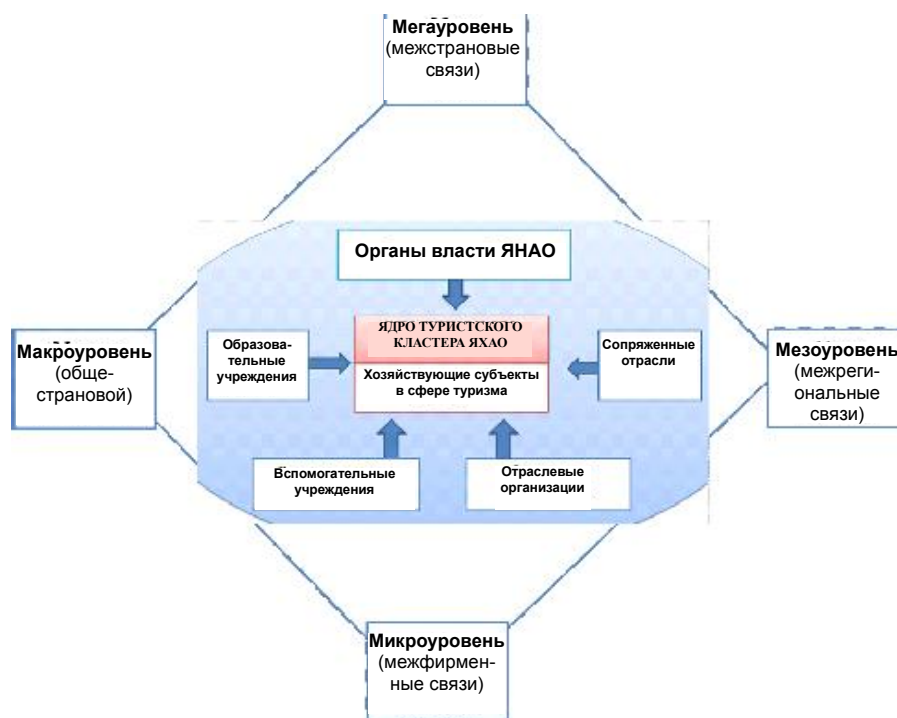 Мегауровень
(межстрановые
связи)
Органы власти ЯНАО
ЯДРО ТУРИСТСКОГО
КЛАСТЕРА ЯХАО
Хозяйствующие субъекты
в сфере туризма
Образова-
тельные
учреждения
Сопряженные
отрасли
Макроуровень
(обще-
страновой)
Мезоуровень
(межреги-
ональные
связи)
Вспомогательные
учреждения
Отраслевые
организации
Микроуровень
(межфирмен-
ные связи)